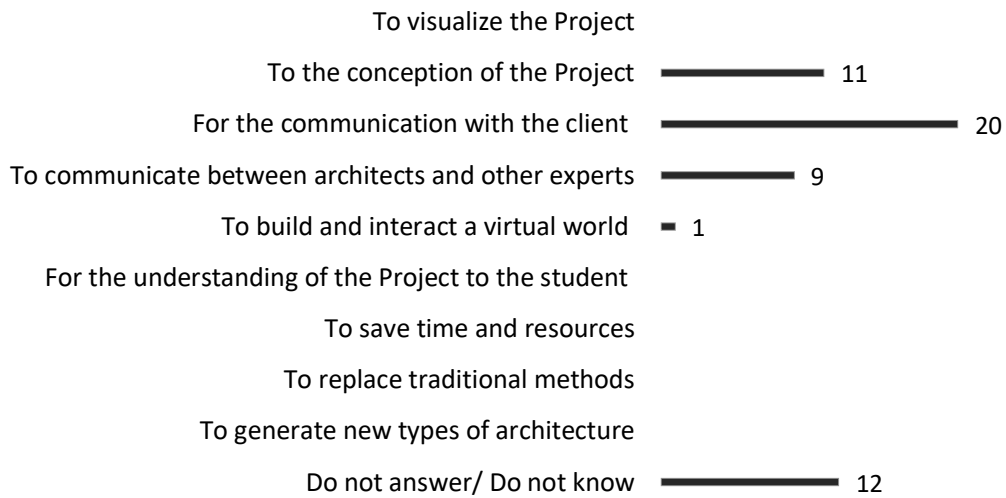 To visualize the Project
To the conception of the Project 11
For the communication with the client 20
To communicate between architects and other experts 9
To build and interact a virtual world 1
For the understanding of the Project to the student
To save time and resources
To replace traditional methods
To generate new types of architecture
Do not answer/ Do not know 12